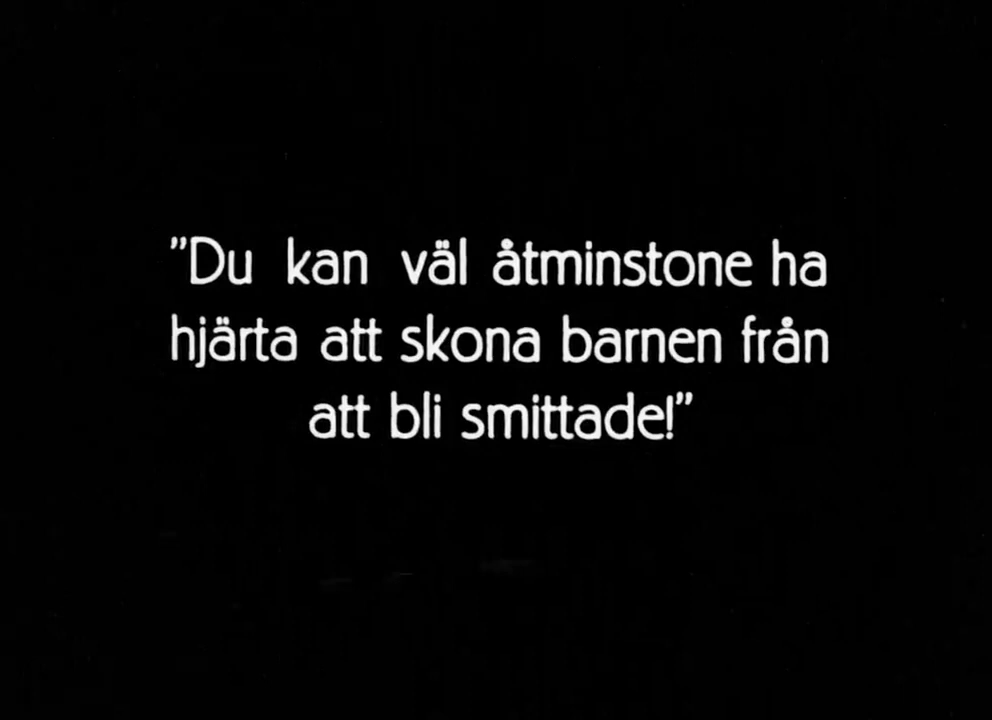 ”Du kan väl åtminstone ha
hjärta att skona barnen från
att bli smittade!”